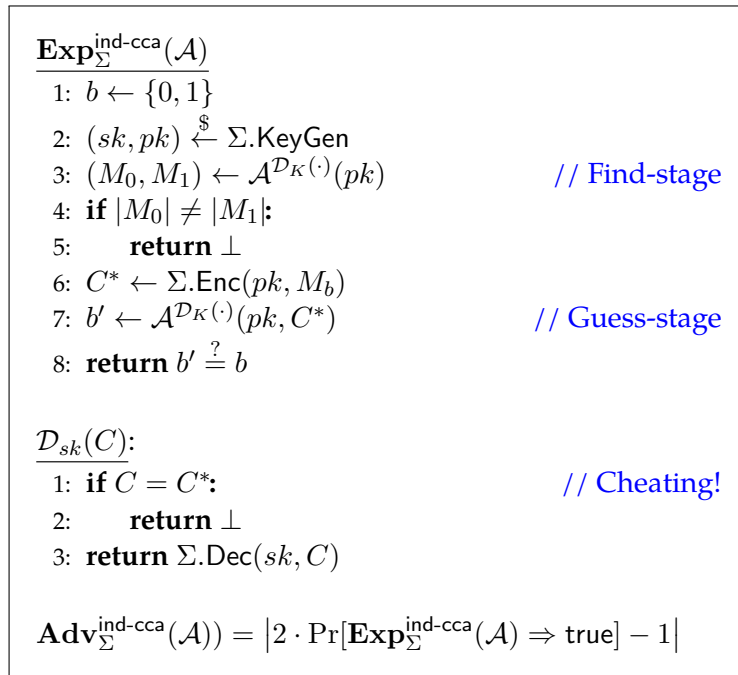 Exp_Σ^{ind-cca}(𝒜)
1: b ← {0, 1}
2: (sk, pk) ←$ Σ.KeyGen
3: (M_0, M_1) ← 𝒜^{𝒟_K(·)}(pk) // Find-stage
4: if |M_0| ≠ |M_1|:
5: return ⊥
6: C* ← Σ.Enc(pk, M_b)
7: b′ ← 𝒜^{𝒟_K(·)}(pk, C*) // Guess-stage
8: return b′ =? b
𝒟_{sk}(C):
1: if C = C*: // Cheating!
2: return ⊥
3: return Σ.Dec(sk, C)
Adv_Σ^{ind-cca}(𝒜)) = |2 · Pr[Exp_Σ^{ind-cca}(𝒜) ⇒ true] − 1|